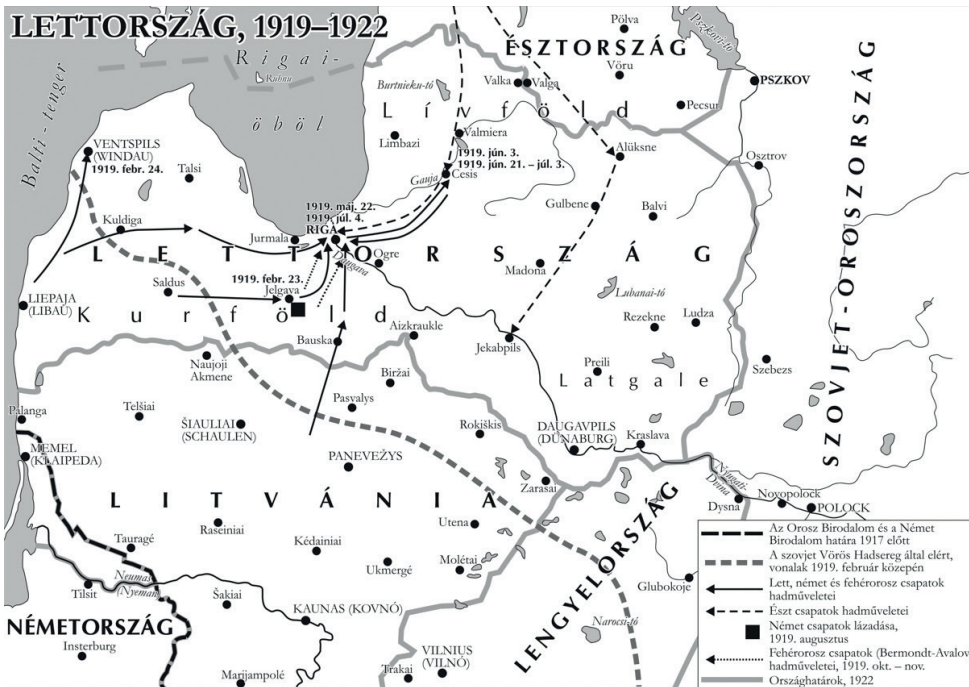 LETTORSZÁG, 1919–1922
Balti-tenger
Rigai-
Ruhnu
öböl
ÉSZTORSZÁG
Pszkovi-tó
Pölva
Võru
Valka
Valga
PSZKOV
Pecsur
Burtnieku-tó
Lívföld
Limbazi
Valmiera
1919. jún. 3.
1919. jún. 21. – júl. 3.
Cesis
Gauja
Alūksne
Osztrov
VENTSPILS
(WINDAU)
1919. febr. 24.
Talsi
Gulbene
Balvi
1919. máj. 22.
1919. júl. 4.
RIGA
Kuldiga
Jurmala
LETTORSZÁG
Daugava
Ogre
Madona
Lubanai-tó
1919. febr. 23.
Jelgava
Saldus
LIEPAJA
(LIBAU)
Kurföld
Rezekne
Ludza
Aizkraukle
Bauska
Jekabpils
Preili
Latgale
Szebezs
SZOVJET-OROSZORSZÁG
Naujoji
Akmene
Biržai
Palanga
Telšiai
Pasvalys
ŠIAULIAI
(SCHAULEN)
Rokiškis
DAUGAVPILS
(DÜNABURG)
Kraslava
MEMEL
(KLAIPEDA)
PANEVEŽYS
Zarasai
Nyugati-
Dvina
Dysna
Novopolock
POLOCK
LITVÁNIA
Raseiniai
Utena
Tauragé
Kédainiai
Ukmergé
Molétai
LENGYELORSZÁG
Glubokoje
Neumas
(Nyeman)
Tilsit
Šakiai
KAUNAS (KOVNÓ)
Narocsi-tó
NÉMETORSZÁG
Insterburg
Marijampolé
VILNIUS
(VILNÓ)
Trakai
Az Orosz Birodalom és a Német
Birodalom határa 1917 előtt
A szovjet Vörös Hadsereg által elért,
vonalak 1919. február közepén
Lett, német és fehérorosz csapatok
hadműveletei
Észt csapatok hadműveletei
Német csapatok lázadása,
1919. augusztus
Fehérorosz csapatok (Bermondt-Avalov)
hadműveletei, 1919. okt. – nov.
Országhatárok, 1922